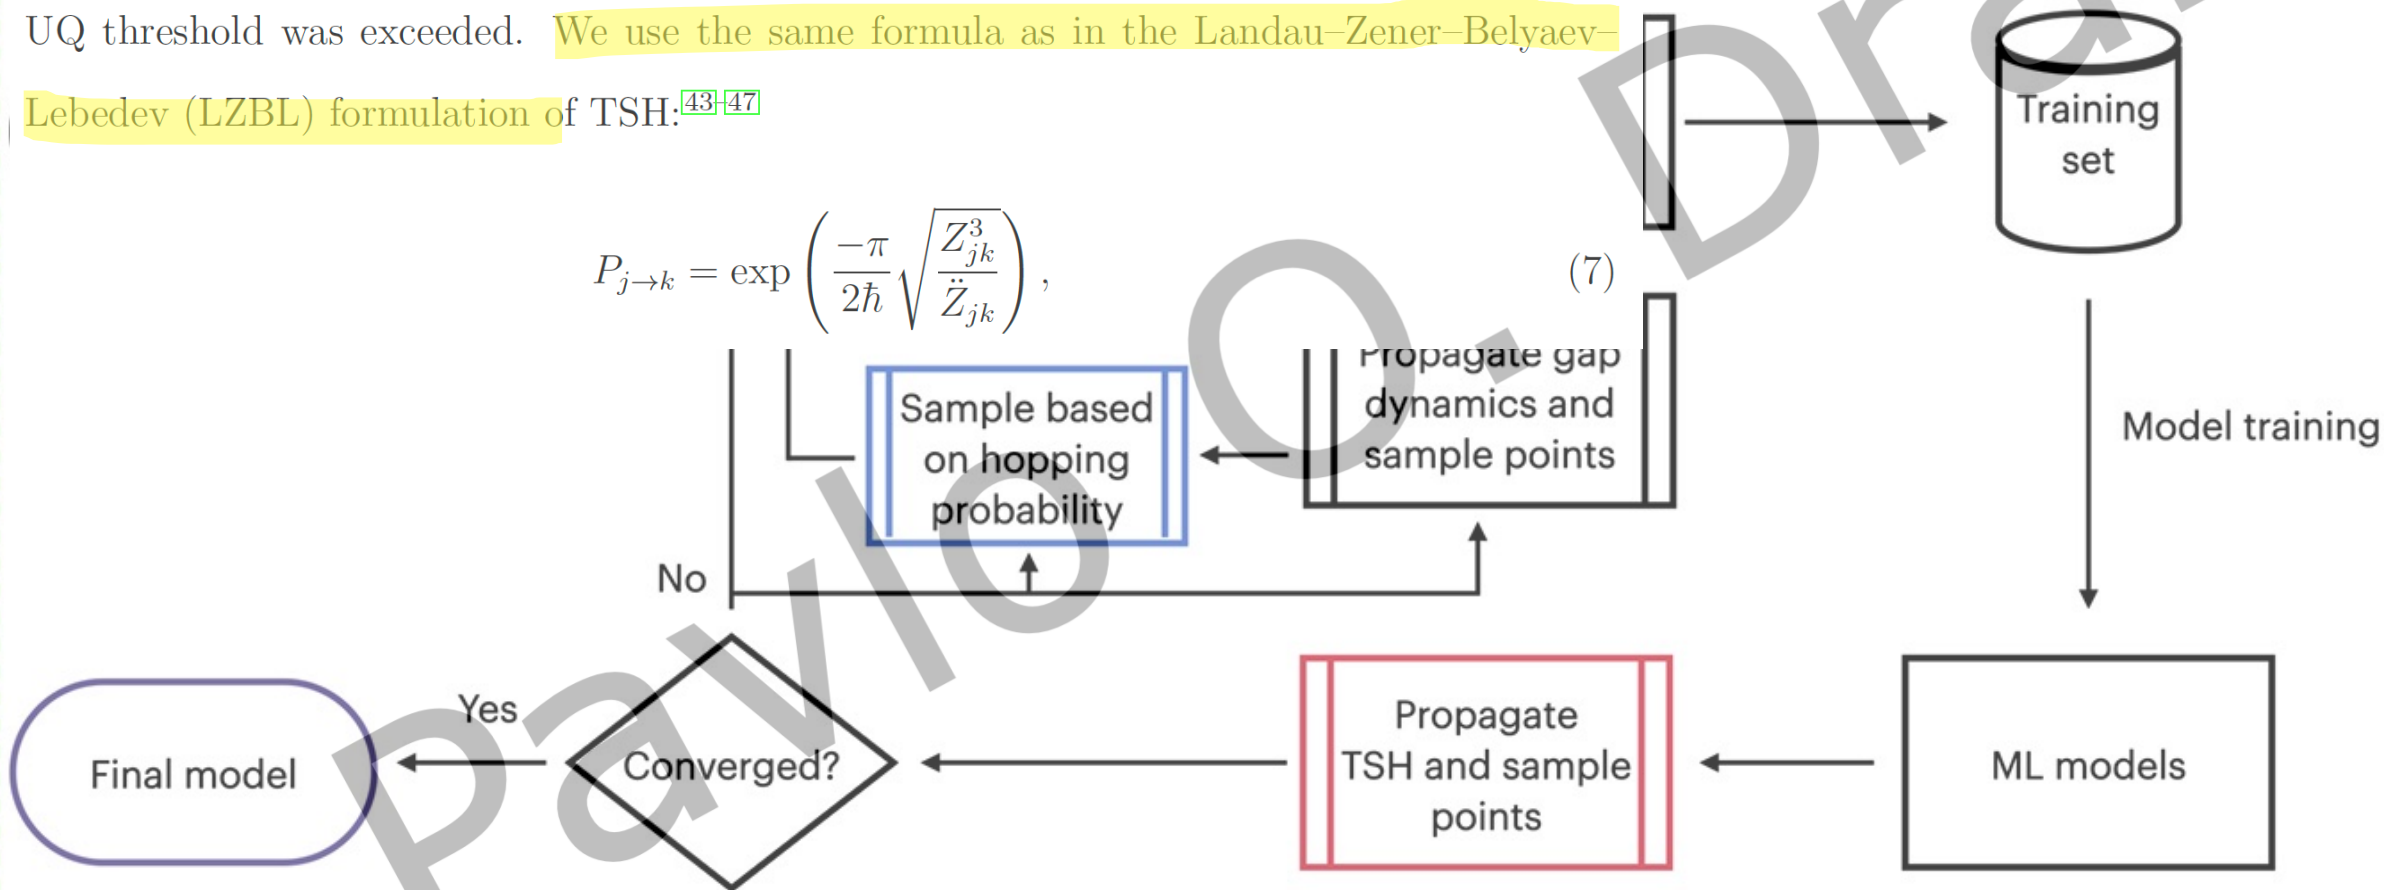 UQ threshold was exceeded. We use the same formula as in the Landau–Zener–Belyaev–
Lebedev (LZBL) formulation of TSH:43–47
P_{j→k} = exp ( −π / 2ħ √( Z³_{jk} / Z̈_{jk} ) ) , (7)
Training
set
Propagate gap
dynamics and
sample points
Sample based
on hopping
probability
Model training
No
Yes
Final model
Converged?
Propagate
TSH and sample
points
ML models
Pavlo O. Dra